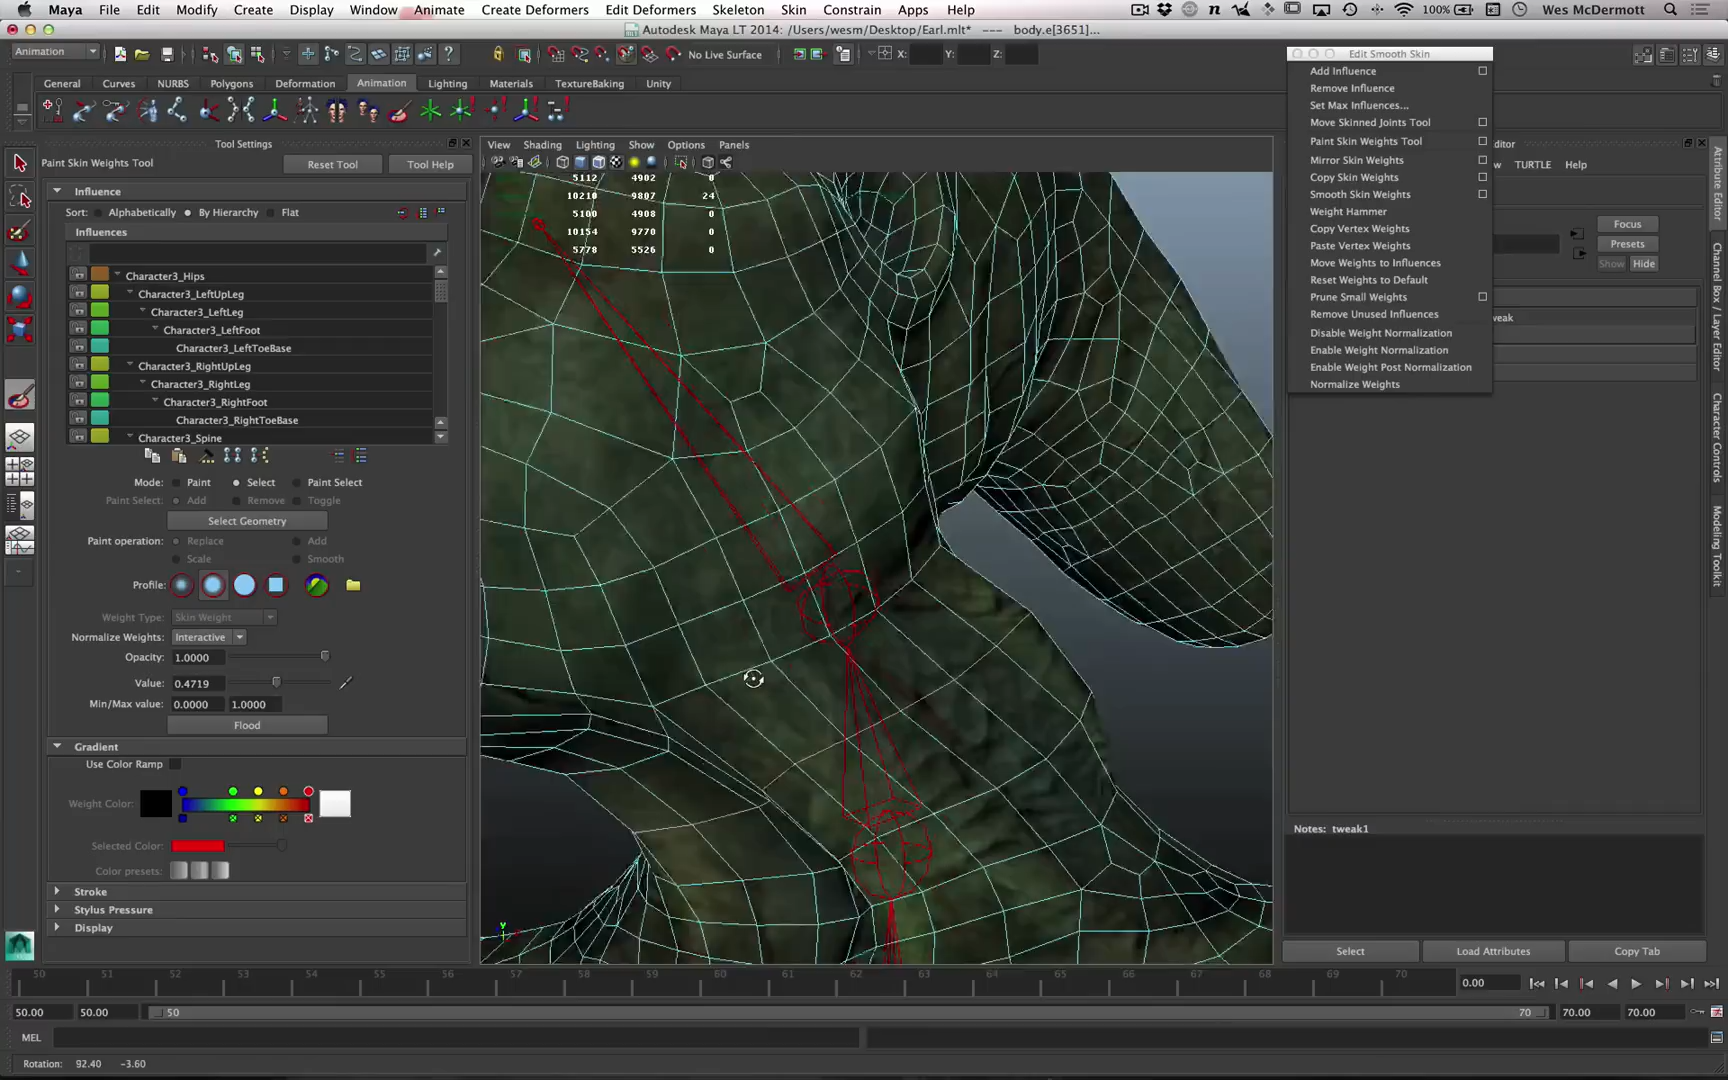 Maya File Edit Modify Create Display Window Animate Create Deformers Edit Deformers Skeleton Skin Constrain Apps Help 100% Wes McDermott
Autodesk Maya LT 2014: /Users/wesm/Desktop/Earl.mlt* --- body.e[3651]...
Animation No Live Surface X: Y: Z:
General Curves NURBS Polygons Deformation Animation Lighting Materials TextureBaking Unity
Tool Settings
Paint Skin Weights Tool Reset Tool Tool Help
Influence
Sort: Alphabetically By Hierarchy Flat
Influences
Character3_Hips
Character3_LeftUpLeg
Character3_LeftLeg
Character3_LeftFoot
Character3_LeftToeBase
Character3_RightUpLeg
Character3_RightLeg
Character3_RightFoot
Character3_RightToeBase
Character3_Spine
Mode: Paint Select Paint Select
Paint Select: Add Remove Toggle
Select Geometry
Paint operation: Replace Add
Scale Smooth
Profile:
Weight Type: Skin Weight
Normalize Weights: Interactive
Opacity: 1.0000
Value: 0.4719
Min/Max value: 0.0000 1.0000
Flood
Gradient
Use Color Ramp
Weight Color:
Selected Color:
Color presets:
Stroke
Stylus Pressure
Display
View Shading Lighting Show Options Panels
5112 4902 0
10210 9807 24
5100 4908 0
10154 9770 0
5778 5526 0
Edit Smooth Skin
Add Influence
Remove Influence
Set Max Influences...
Move Skinned Joints Tool
Paint Skin Weights Tool
Mirror Skin Weights
Copy Skin Weights
Smooth Skin Weights
Weight Hammer
Copy Vertex Weights
Paste Vertex Weights
Move Weights to Influences
Reset Weights to Default
Prune Small Weights
Remove Unused Influences
Disable Weight Normalization
Enable Weight Normalization
Enable Weight Post Normalization
Normalize Weights
TURTLE Help
Focus
Presets
Show Hide
Notes: tweak1
Select Load Attributes Copy Tab
Attribute Editor
Channel Box / Layer Editor
Character Controls
Modeling Toolkit
50 51 52 53 54 55 56 57 58 59 60 61 62 63 64 65 66 67 68 69 70 0.00
50.00 50.00 50 70 70.00 70.00
MEL
Rotation: 92.40 -3.60